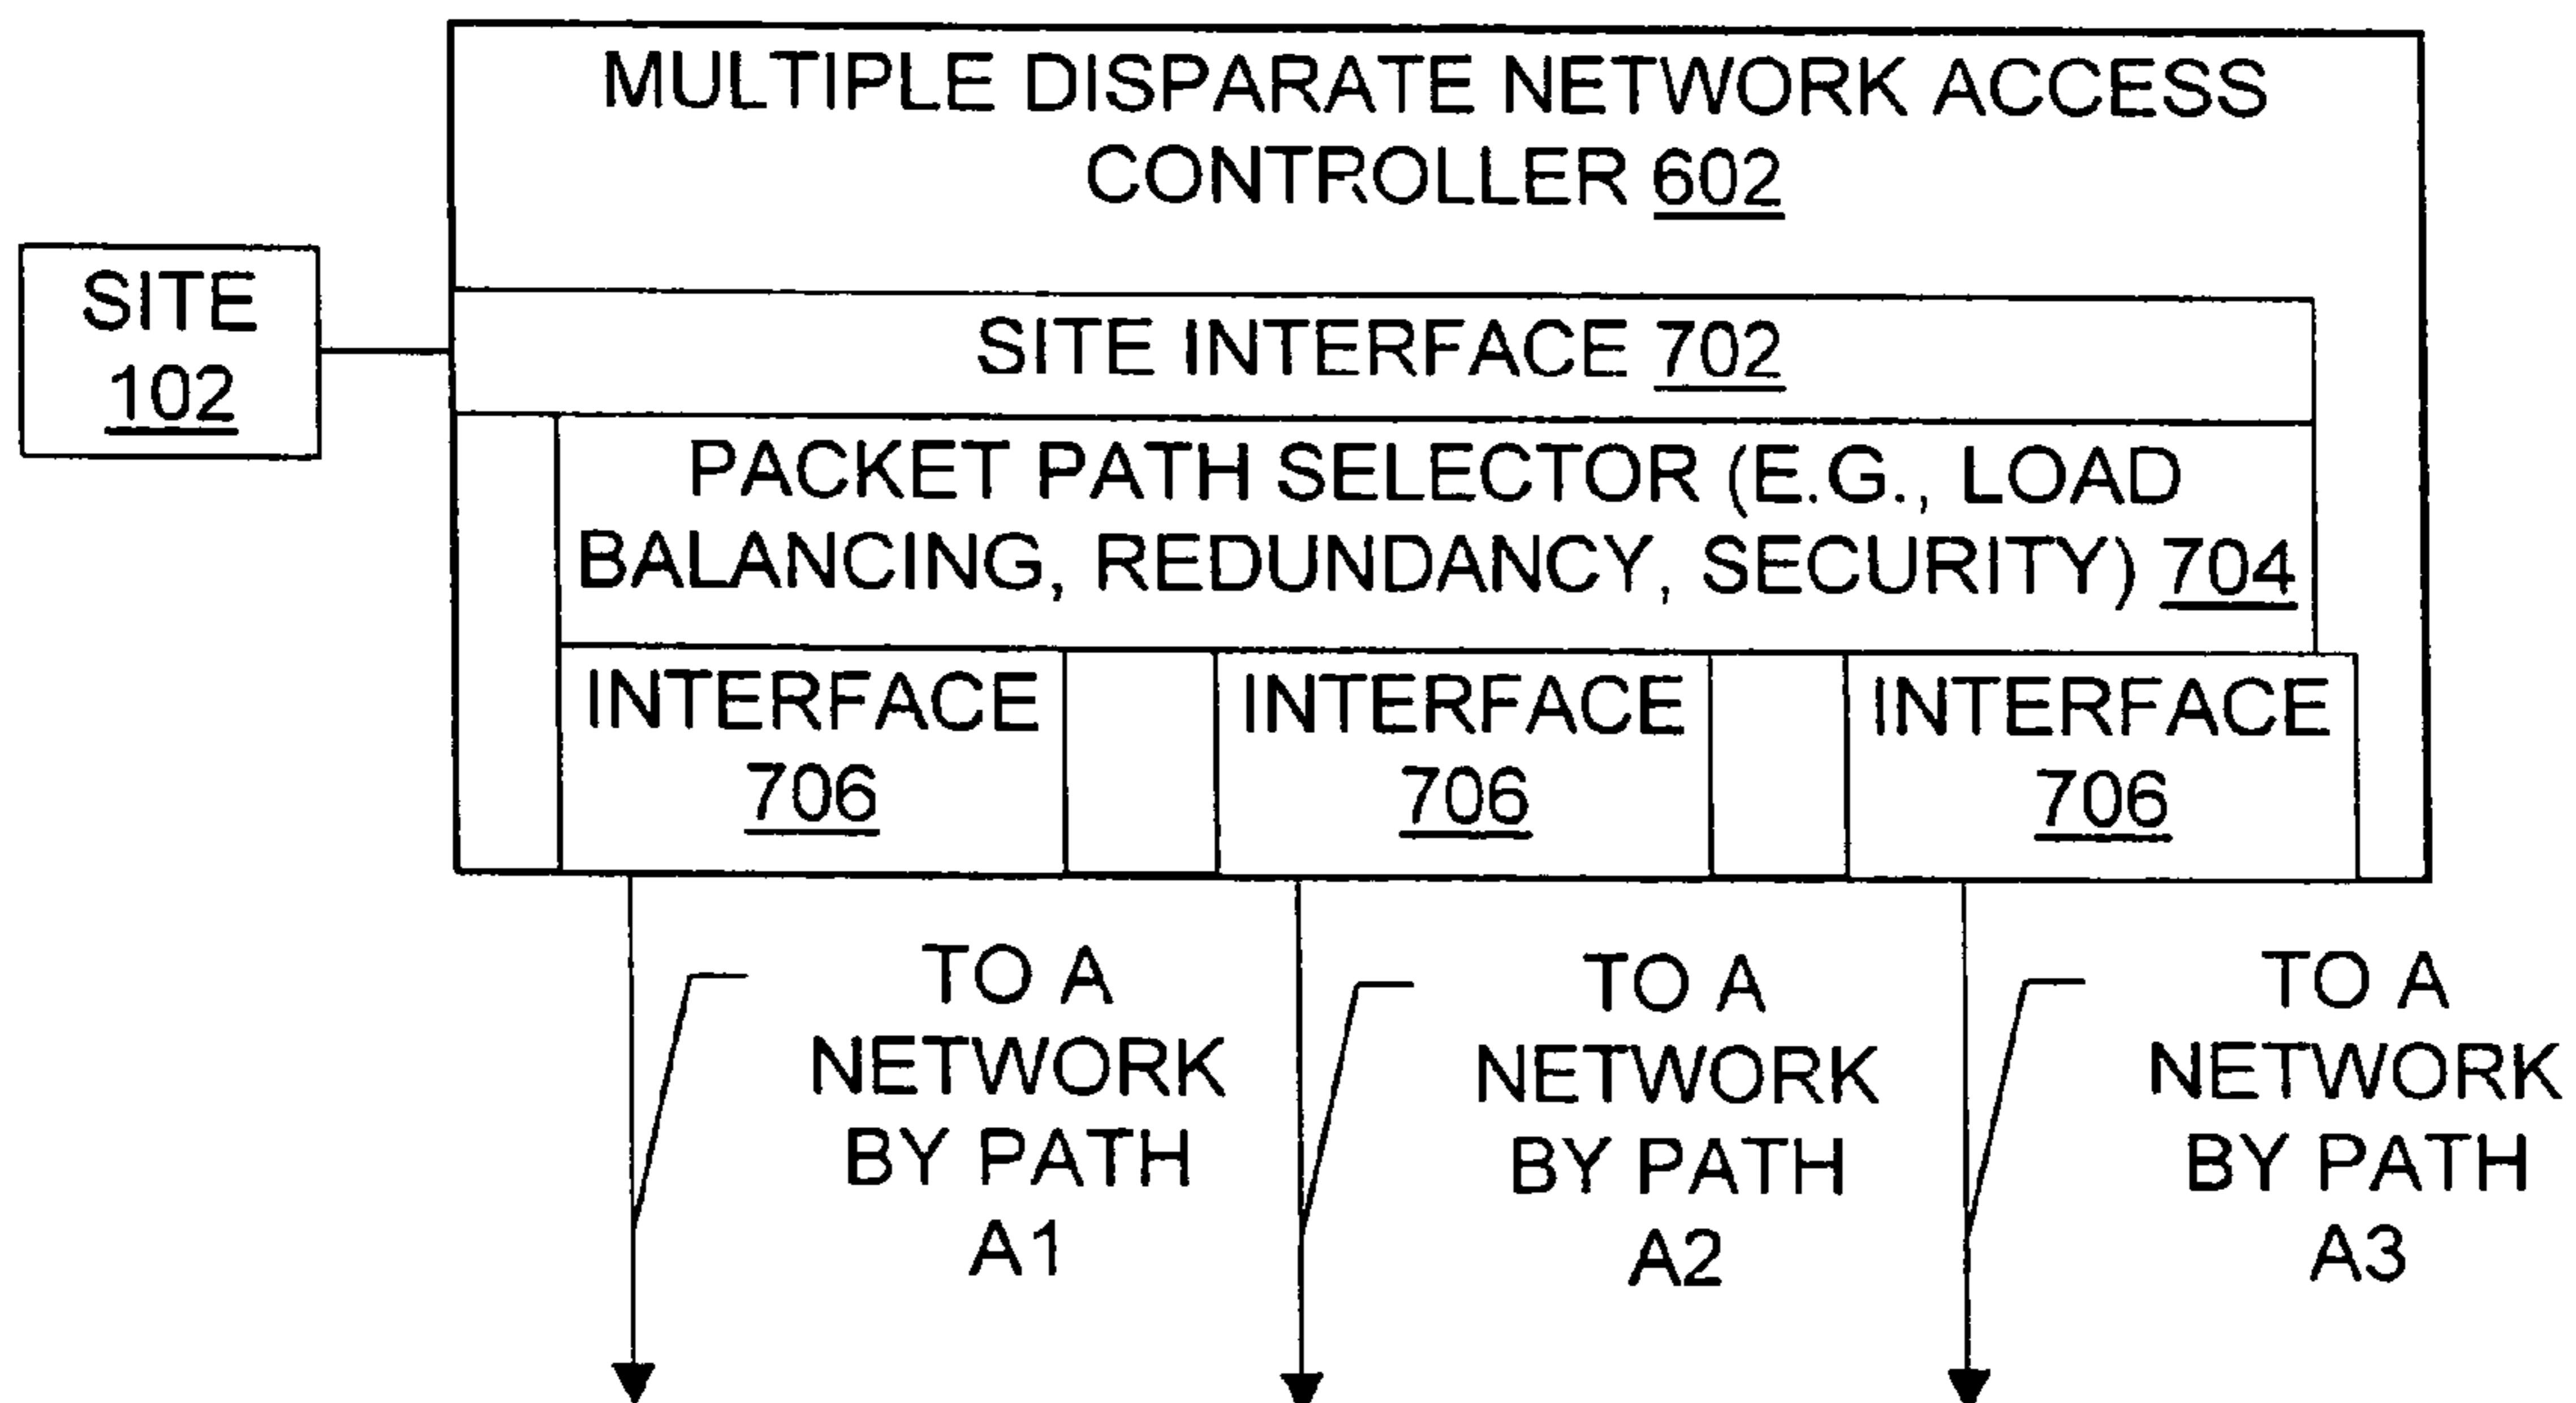 MULTIPLE DISPARATE NETWORK ACCESS
CONTROLLER 602
SITE
102
SITE INTERFACE 702
PACKET PATH SELECTOR (E.G., LOAD
BALANCING, REDUNDANCY, SECURITY) 704
INTERFACE
706
INTERFACE
706
INTERFACE
706
TO A
NETWORK
BY PATH
A1
TO A
NETWORK
BY PATH
A2
TO A
NETWORK
BY PATH
A3